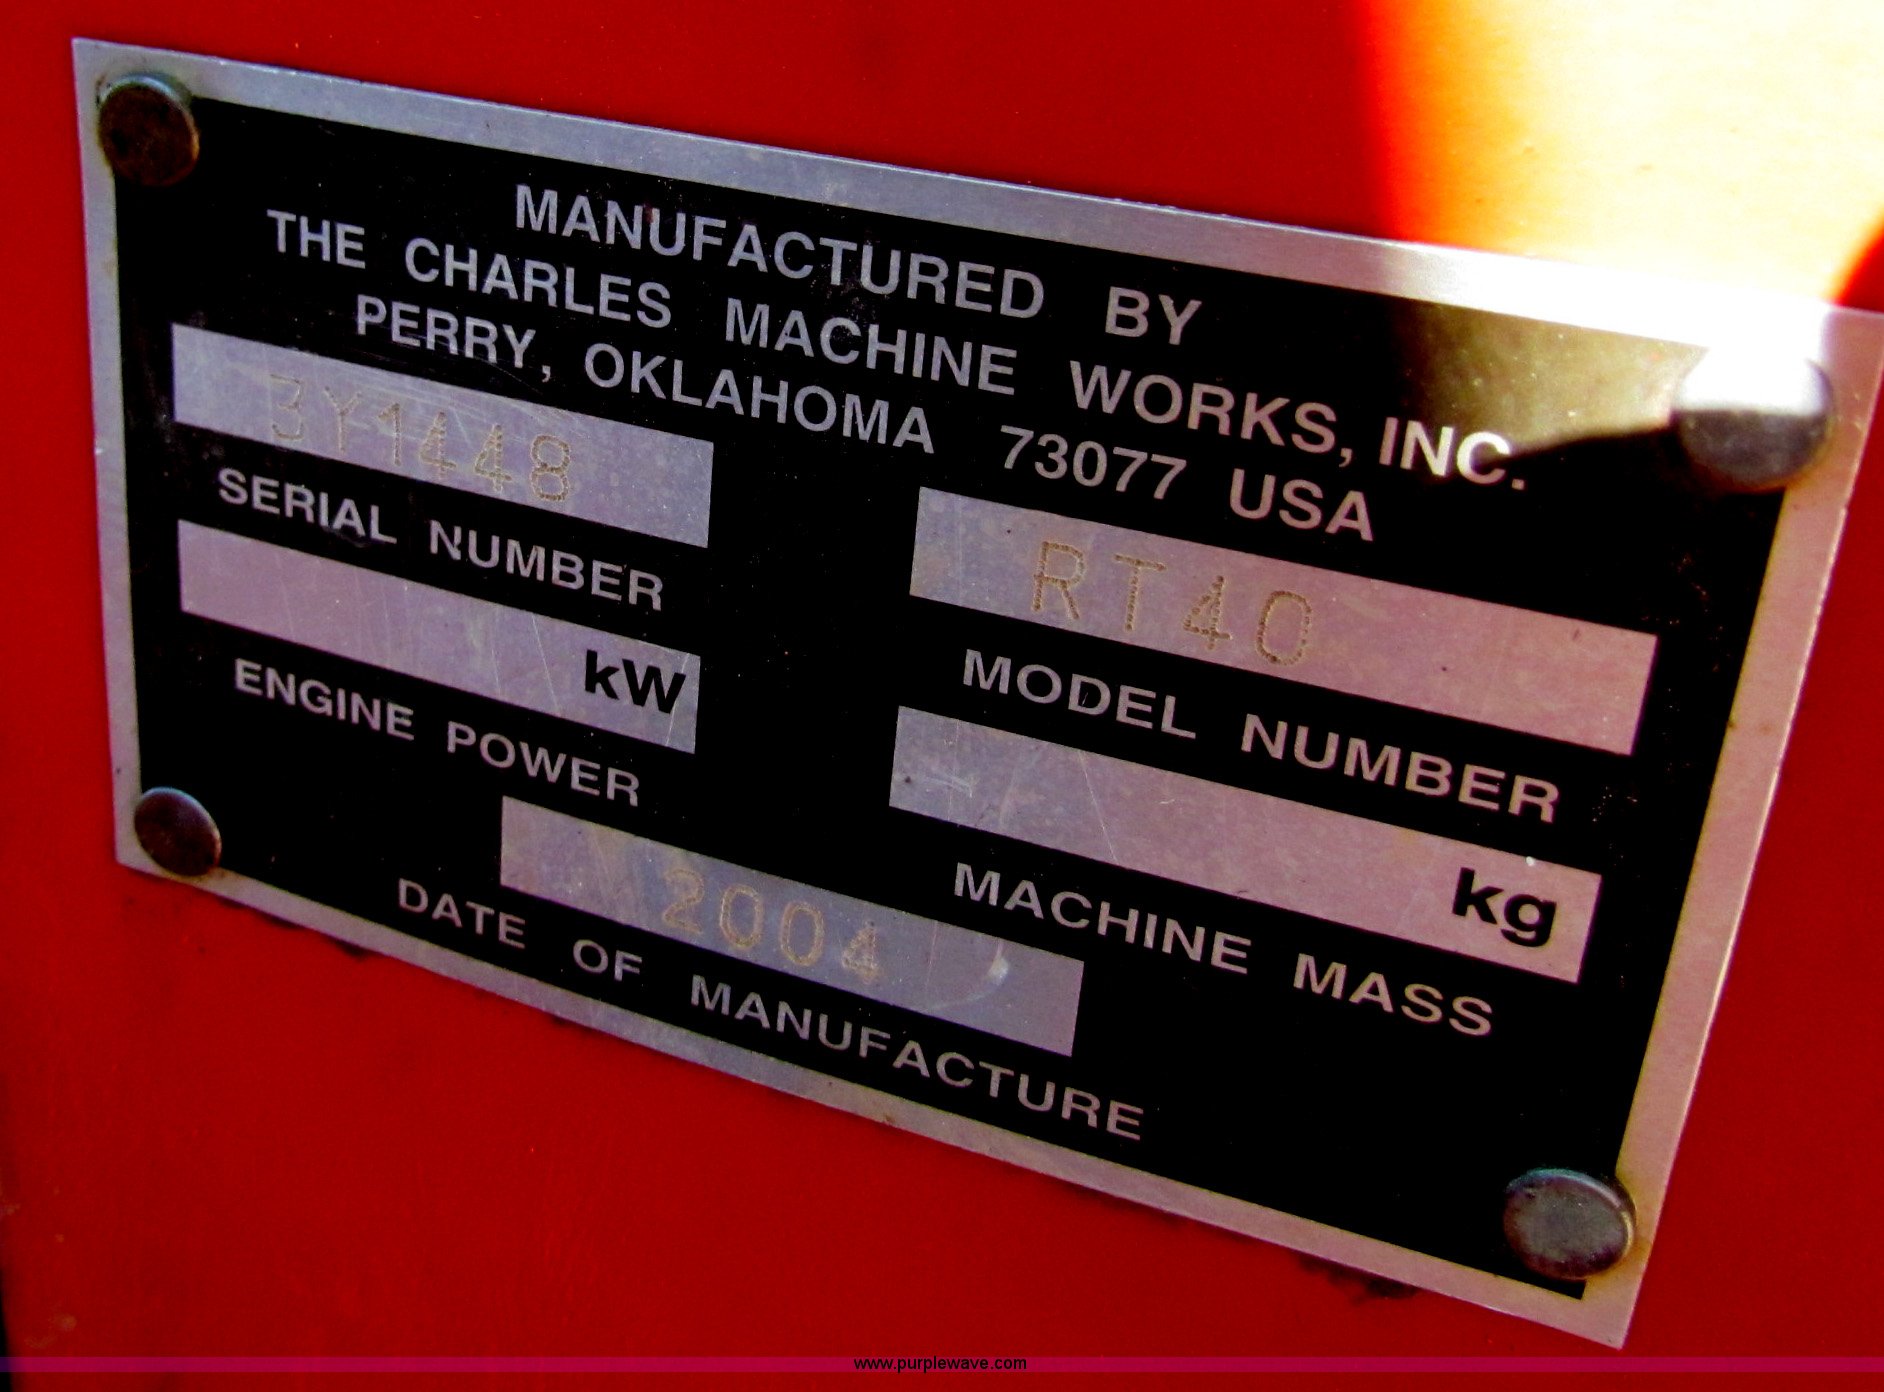 MANUFACTURED BY
THE CHARLES MACHINE WORKS, INC.
PERRY, OKLAHOMA 73077 USA
3Y1448
SERIAL NUMBER
RT40
MODEL NUMBER
kW
ENGINE POWER
kg
MACHINE MASS
2004
DATE OF MANUFACTURE
www.purplewave.com